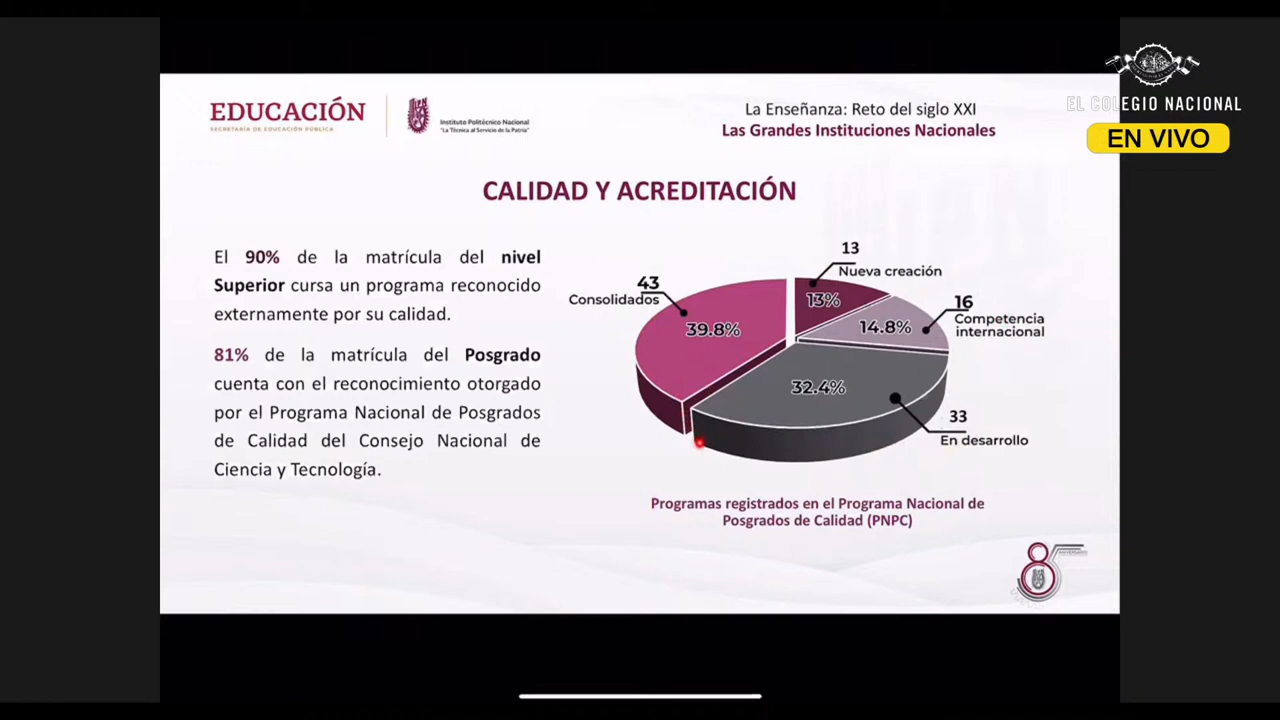 EL COLEGIO NACIONAL
EN VIVO
EDUCACIÓN
SECRETARÍA DE EDUCACIÓN PÚBLICA
Instituto Politécnico Nacional
"La Técnica al Servicio de la Patria"
La Enseñanza: Reto del siglo XXI
Las Grandes Instituciones Nacionales
CALIDAD Y ACREDITACIÓN
El 90% de la matrícula del nivel
Superior cursa un programa reconocido
externamente por su calidad.
81% de la matrícula del Posgrado
cuenta con el reconocimiento otorgado
por el Programa Nacional de Posgrados
de Calidad del Consejo Nacional de
Ciencia y Tecnología.
13
Nueva creación
13%
43
Consolidados
39.8%
16
Competencia
internacional
14.8%
32.4%
33
En desarrollo
Programas registrados en el Programa Nacional de
Posgrados de Calidad (PNPC)
85
ANIVERSARIO